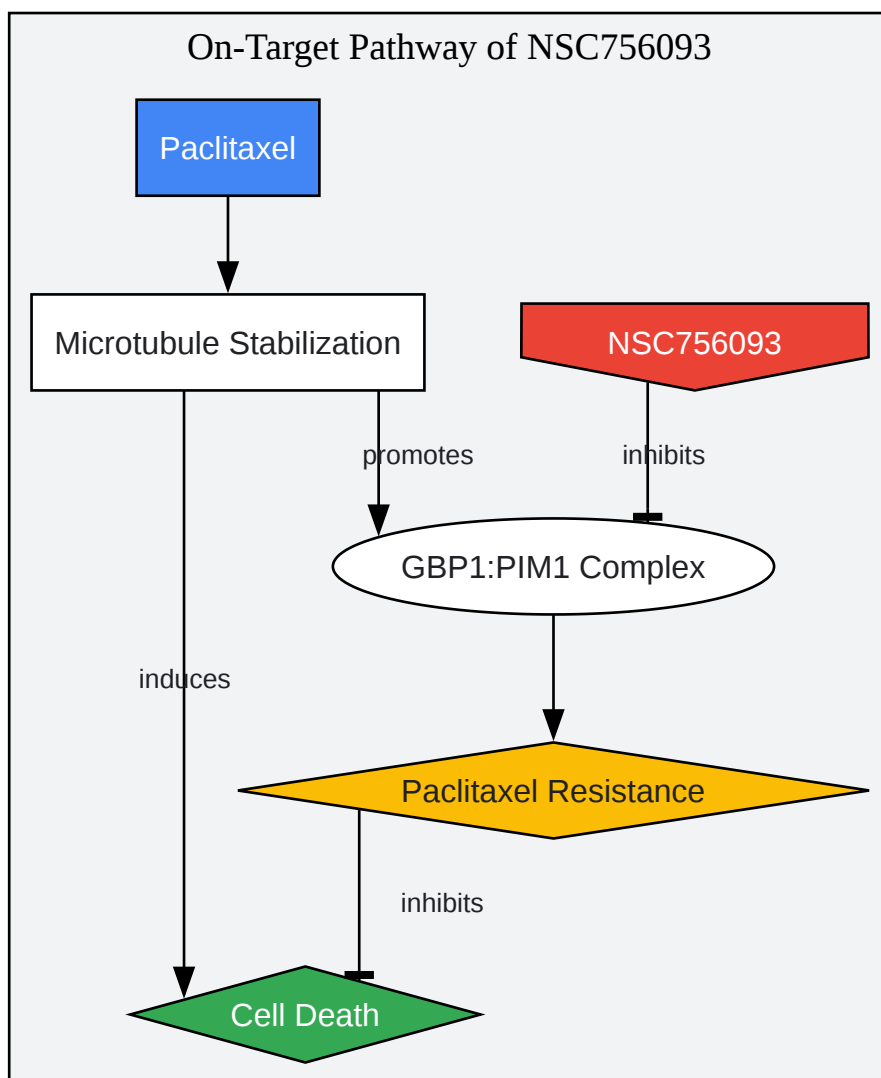 On-Target Pathway of NSC756093
Paclitaxel
Microtubule Stabilization
NSC756093
promotes
inhibits
GBP1:PIM1 Complex
induces
Paclitaxel Resistance
inhibits
Cell Death